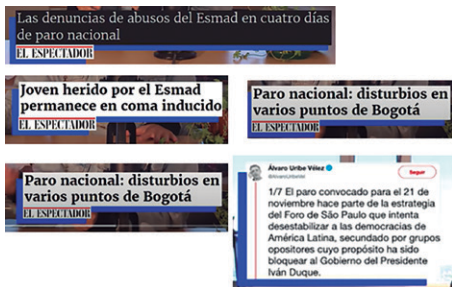 Las denuncias de abusos del Esmad en cuatro días
de paro nacional
EL ESPECTADOR
Joven herido por el Esmad
permanece en coma inducido
EL ESPECTADOR
Paro nacional: disturbios en
varios puntos de Bogotá
EL ESPECTADOR
Paro nacional: disturbios en
varios puntos de Bogotá
EL ESPECTADOR
Álvaro Uribe Vélez
@AlvaroUribeVel
Seguir
1/7 El paro convocado para el 21 de
noviembre hace parte de la estrategia
del Foro de São Paulo que intenta
desestabilizar a las democracias de
América Latina, secundado por grupos
opositores cuyo propósito ha sido
bloquear al Gobierno del Presidente
Iván Duque.